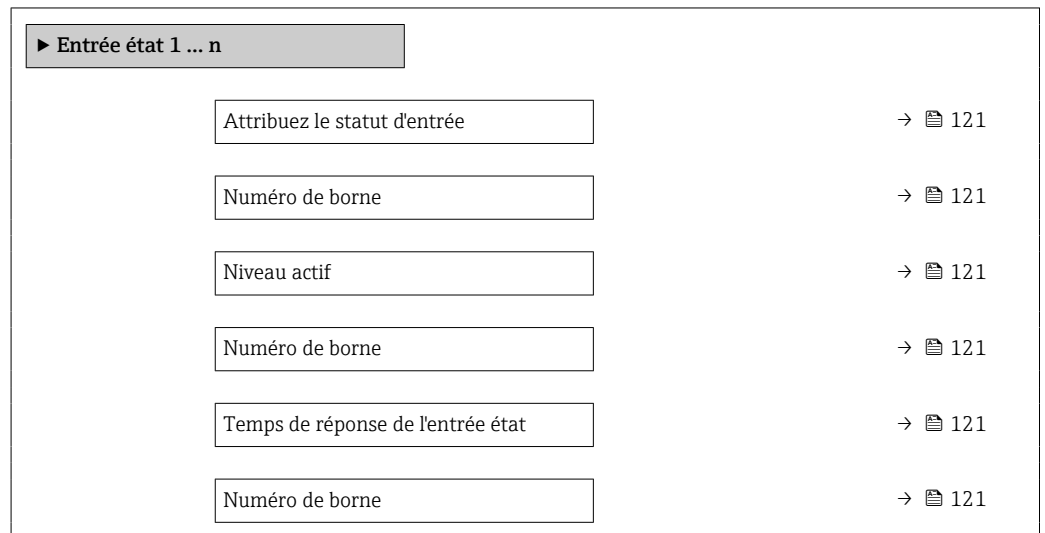 ▶ Entrée état 1 ... n
Attribuez le statut d'entrée → 121
Numéro de borne → 121
Niveau actif → 121
Numéro de borne → 121
Temps de réponse de l'entrée état → 121
Numéro de borne → 121